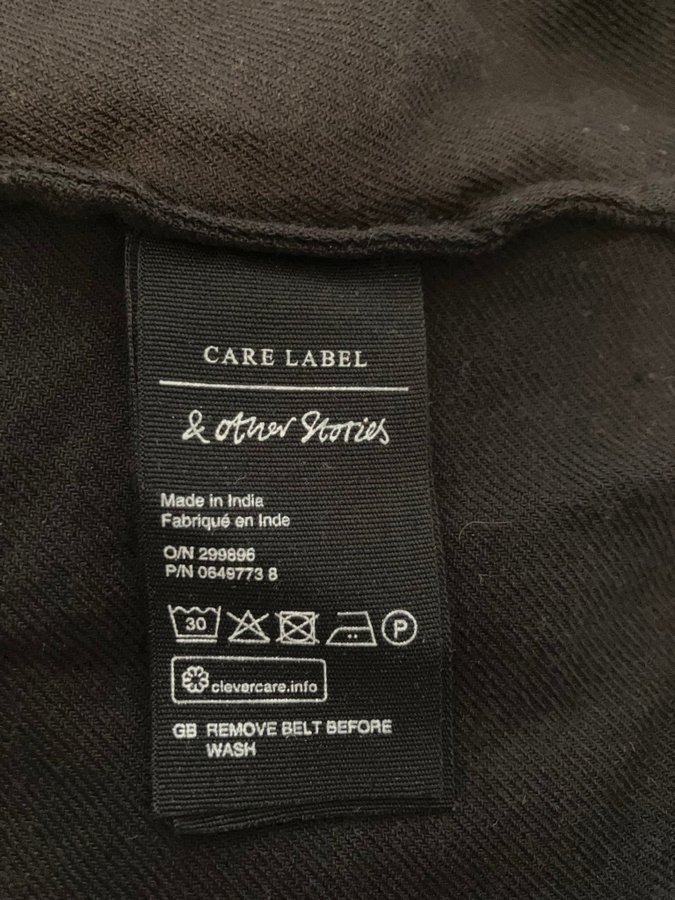 CARE LABEL
& other Stories
Made in India
Fabriqué en Inde
O/N 299896
P/N 0649773 8
30 P
clevercare.info
GB REMOVE BELT BEFORE
WASH